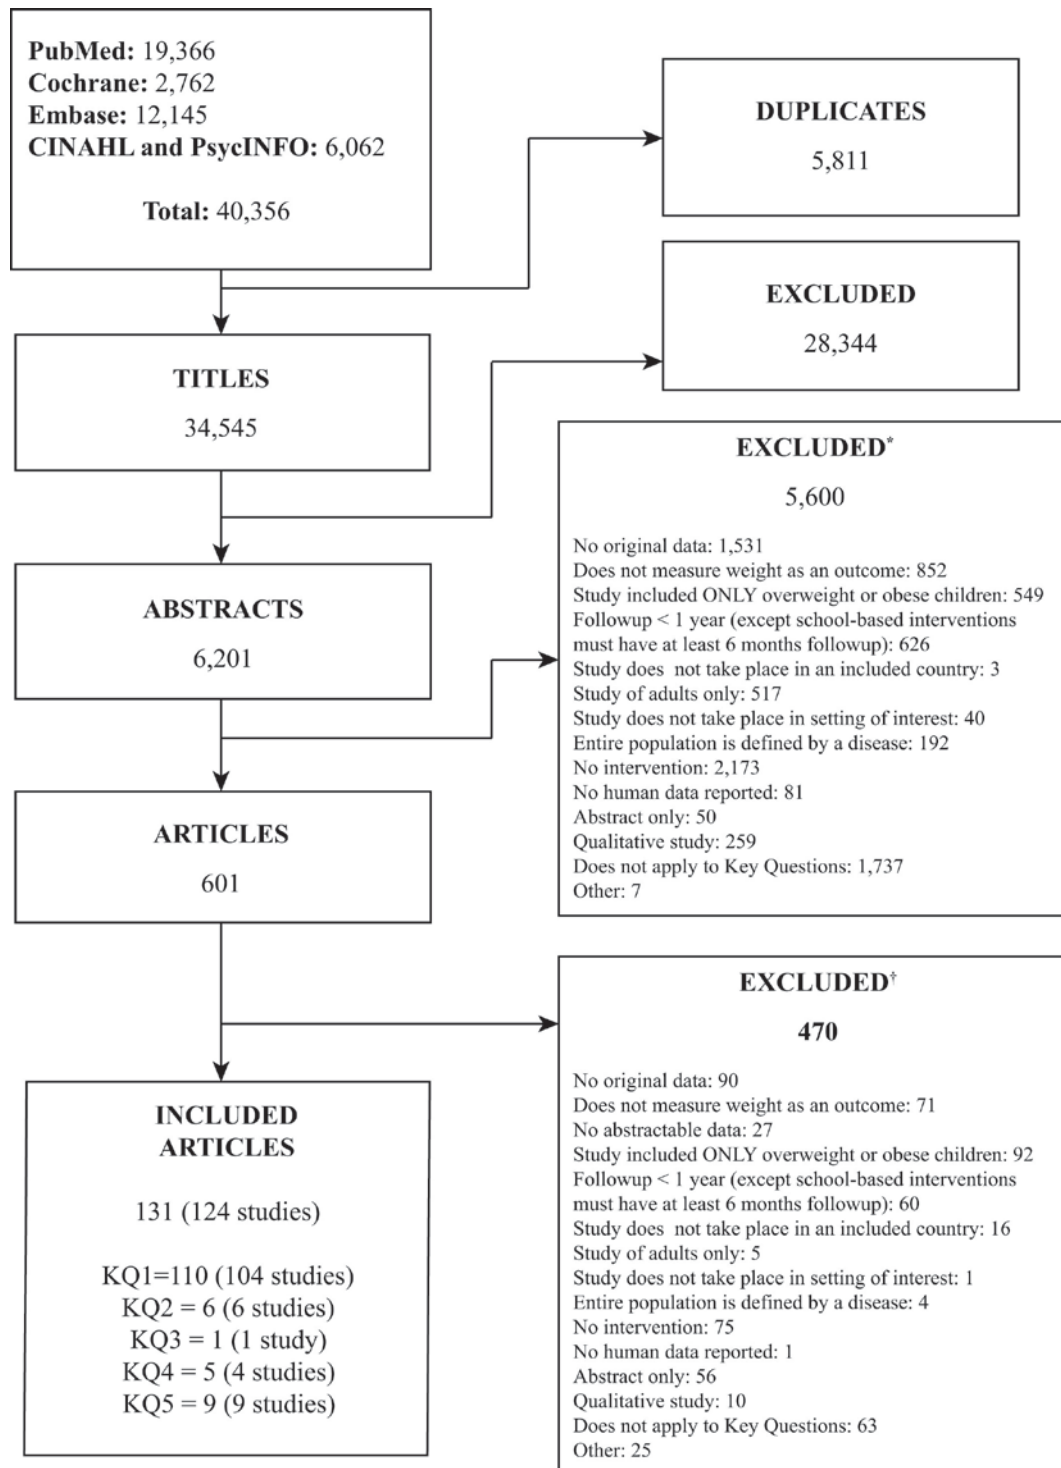 PubMed: 19,366
Cochrane: 2,762
Embase: 12,145
CINAHL and PsycINFO: 6,062
Total: 40,356
DUPLICATES
5,811
EXCLUDED
28,344
TITLES
34,545
ABSTRACTS
6,201
EXCLUDED*
5,600
No original data: 1,531
Does not measure weight as an outcome: 852
Study included ONLY overweight or obese children: 549
Followup < 1 year (except school-based interventions
must have at least 6 months followup): 626
Study does not take place in an included country: 3
Study of adults only: 517
Study does not take place in setting of interest: 40
Entire population is defined by a disease: 192
No intervention: 2,173
No human data reported: 81
Abstract only: 50
Qualitative study: 259
Does not apply to Key Questions: 1,737
Other: 7
ARTICLES
601
EXCLUDED†
470
No original data: 90
Does not measure weight as an outcome: 71
No abstractable data: 27
Study included ONLY overweight or obese children: 92
Followup < 1 year (except school-based interventions
must have at least 6 months followup): 60
Study does not take place in an included country: 16
Study of adults only: 5
Study does not take place in setting of interest: 1
Entire population is defined by a disease: 4
No intervention: 75
No human data reported: 1
Abstract only: 56
Qualitative study: 10
Does not apply to Key Questions: 63
Other: 25
INCLUDED
ARTICLES
131 (124 studies)
KQ1=110 (104 studies)
KQ2 = 6 (6 studies)
KQ3 = 1 (1 study)
KQ4 = 5 (4 studies)
KQ5 = 9 (9 studies)